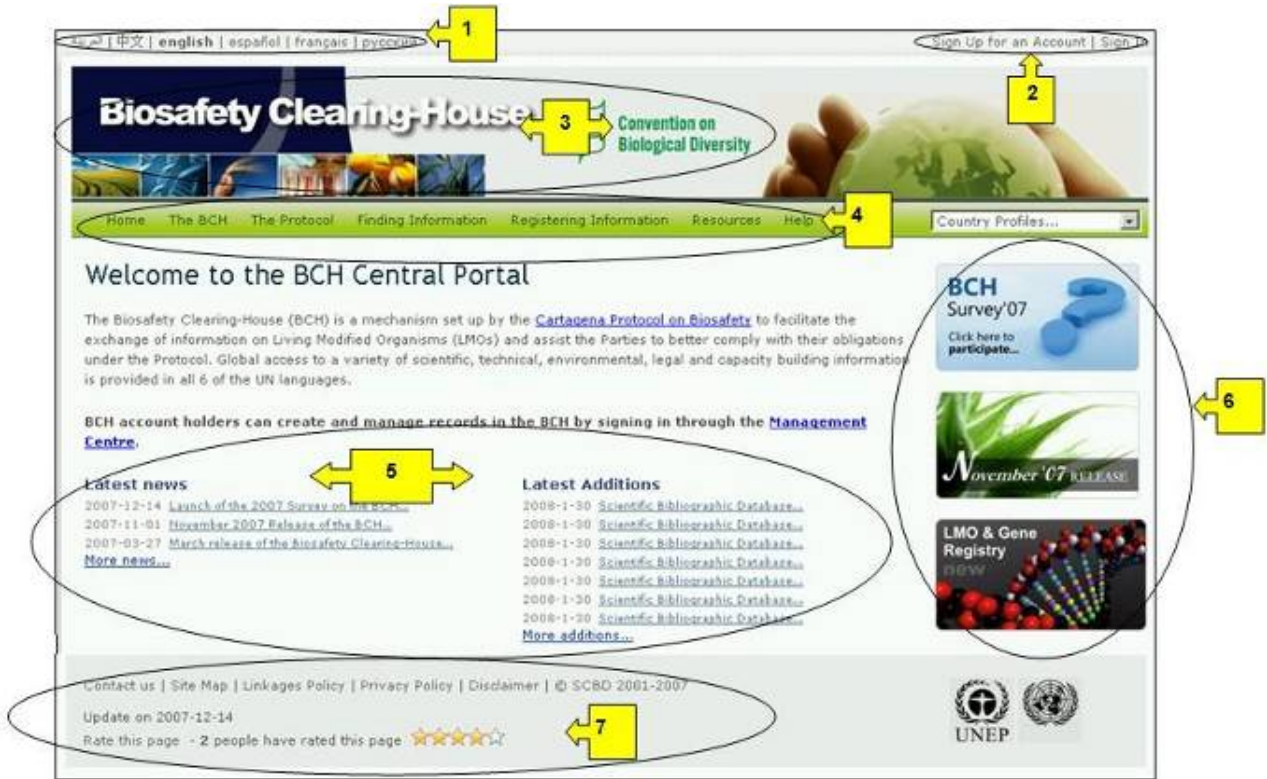 1
العربية | 中文 | english | español | français | русский
Sign Up for an Account | Sign In
2
Biosafety Clearing-House
3
Convention on
Biological Diversity
Home The BCH The Protocol Finding Information Registering Information Resources Help
4
Country Profiles...
Welcome to the BCH Central Portal
The Biosafety Clearing-House (BCH) is a mechanism set up by the Cartagena Protocol on Biosafety to facilitate the
exchange of information on Living Modified Organisms (LMOs) and assist the Parties to better comply with their obligations
under the Protocol. Global access to a variety of scientific, technical, environmental, legal and capacity building information
is provided in all 6 of the UN languages.
BCH account holders can create and manage records in the BCH by signing in through the Management
Centre.
5
Latest news
2007-12-14 Launch of the 2007 Survey on the BCH...
2007-11-01 November 2007 Release of the BCH...
2007-03-27 March release of the Biosafety Clearing-House...
More news...
Latest Additions
2008-1-30 Scientific Bibliographic Database...
2008-1-30 Scientific Bibliographic Database...
2008-1-30 Scientific Bibliographic Database...
2008-1-30 Scientific Bibliographic Database...
2008-1-30 Scientific Bibliographic Database...
2008-1-30 Scientific Bibliographic Database...
2008-1-30 Scientific Bibliographic Database...
More additions...
BCH
Survey'07
Click here to
participate...
November '07 RELEASE
LMO & Gene
Registry
new
6
Contact us | Site Map | Linkages Policy | Privacy Policy | Disclaimer | © SCBD 2001-2007
Update on 2007-12-14
Rate this page - 2 people have rated this page
7
UNEP